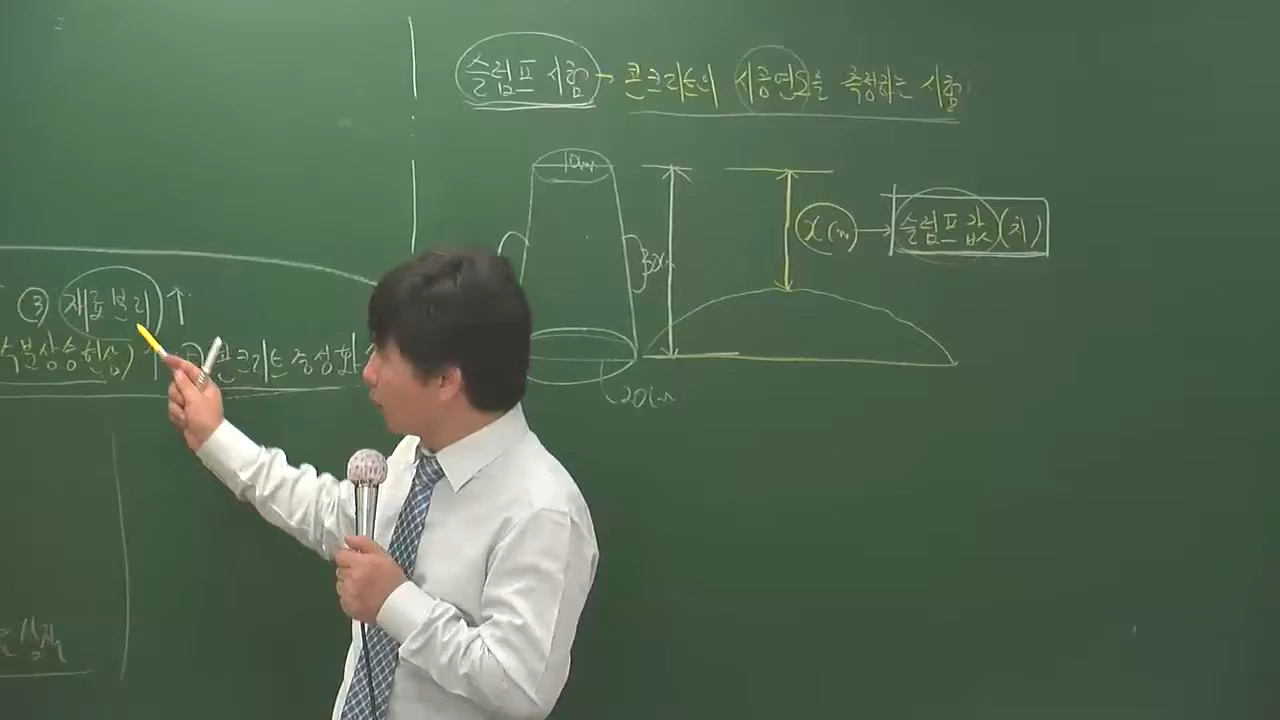 슬럼프 시험 → 콘크리트의 시공연도를 측정하는 시험
10cm
30cm
xcm → 슬럼프 값(치)
20cm
③ 재료분리 ↑
수분상승현상) ↑ 콘크리트 중성화